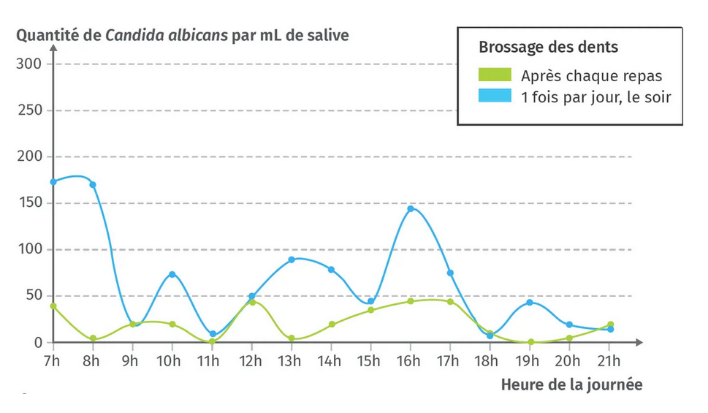 Quantité de Candida albicans par mL de salive
Brossage des dents
Après chaque repas
1 fois par jour, le soir
300
250
200
150
100
50
0
7h 8h 9h 10h 11h 12h 13h 14h 15h 16h 17h 18h 19h 20h 21h
Heure de la journée